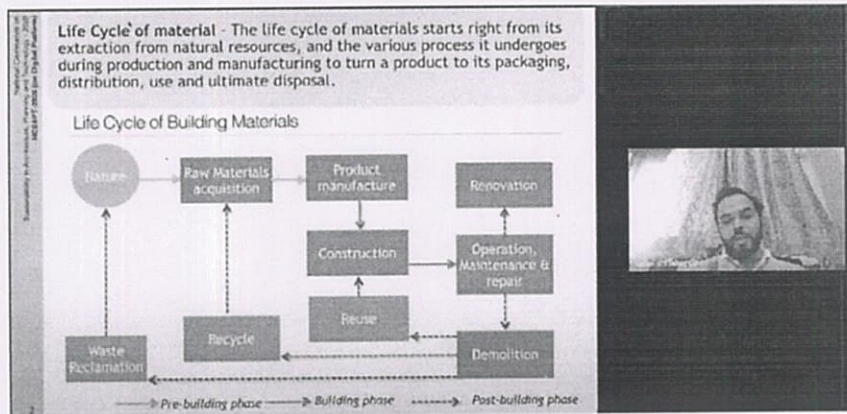 Life Cycle of material - The life cycle of materials starts right from its
extraction from natural resources, and the various process it undergoes
during production and manufacturing to turn a product to its packaging,
distribution, use and ultimate disposal.
Life Cycle of Building Materials
Nature
Raw Materials
acquisition
Product
manufacture
Renovation
Construction
Operation,
Maintenance &
repair
Reuse
Recycle
Waste
Reclamation
Demolition
Pre-building phase
Building phase
Post-building phase